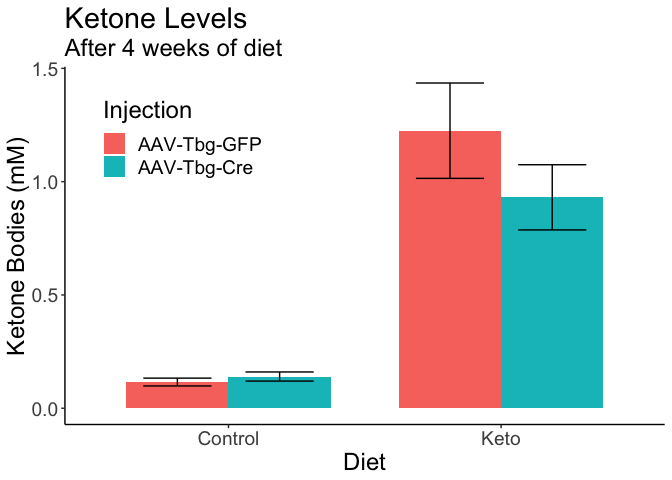 Ketone Levels
After 4 weeks of diet
Ketone Bodies (mM)
1.5
1.0
0.5
0.0
Injection
AAV-Tbg-GFP
AAV-Tbg-Cre
Control
Keto
Diet